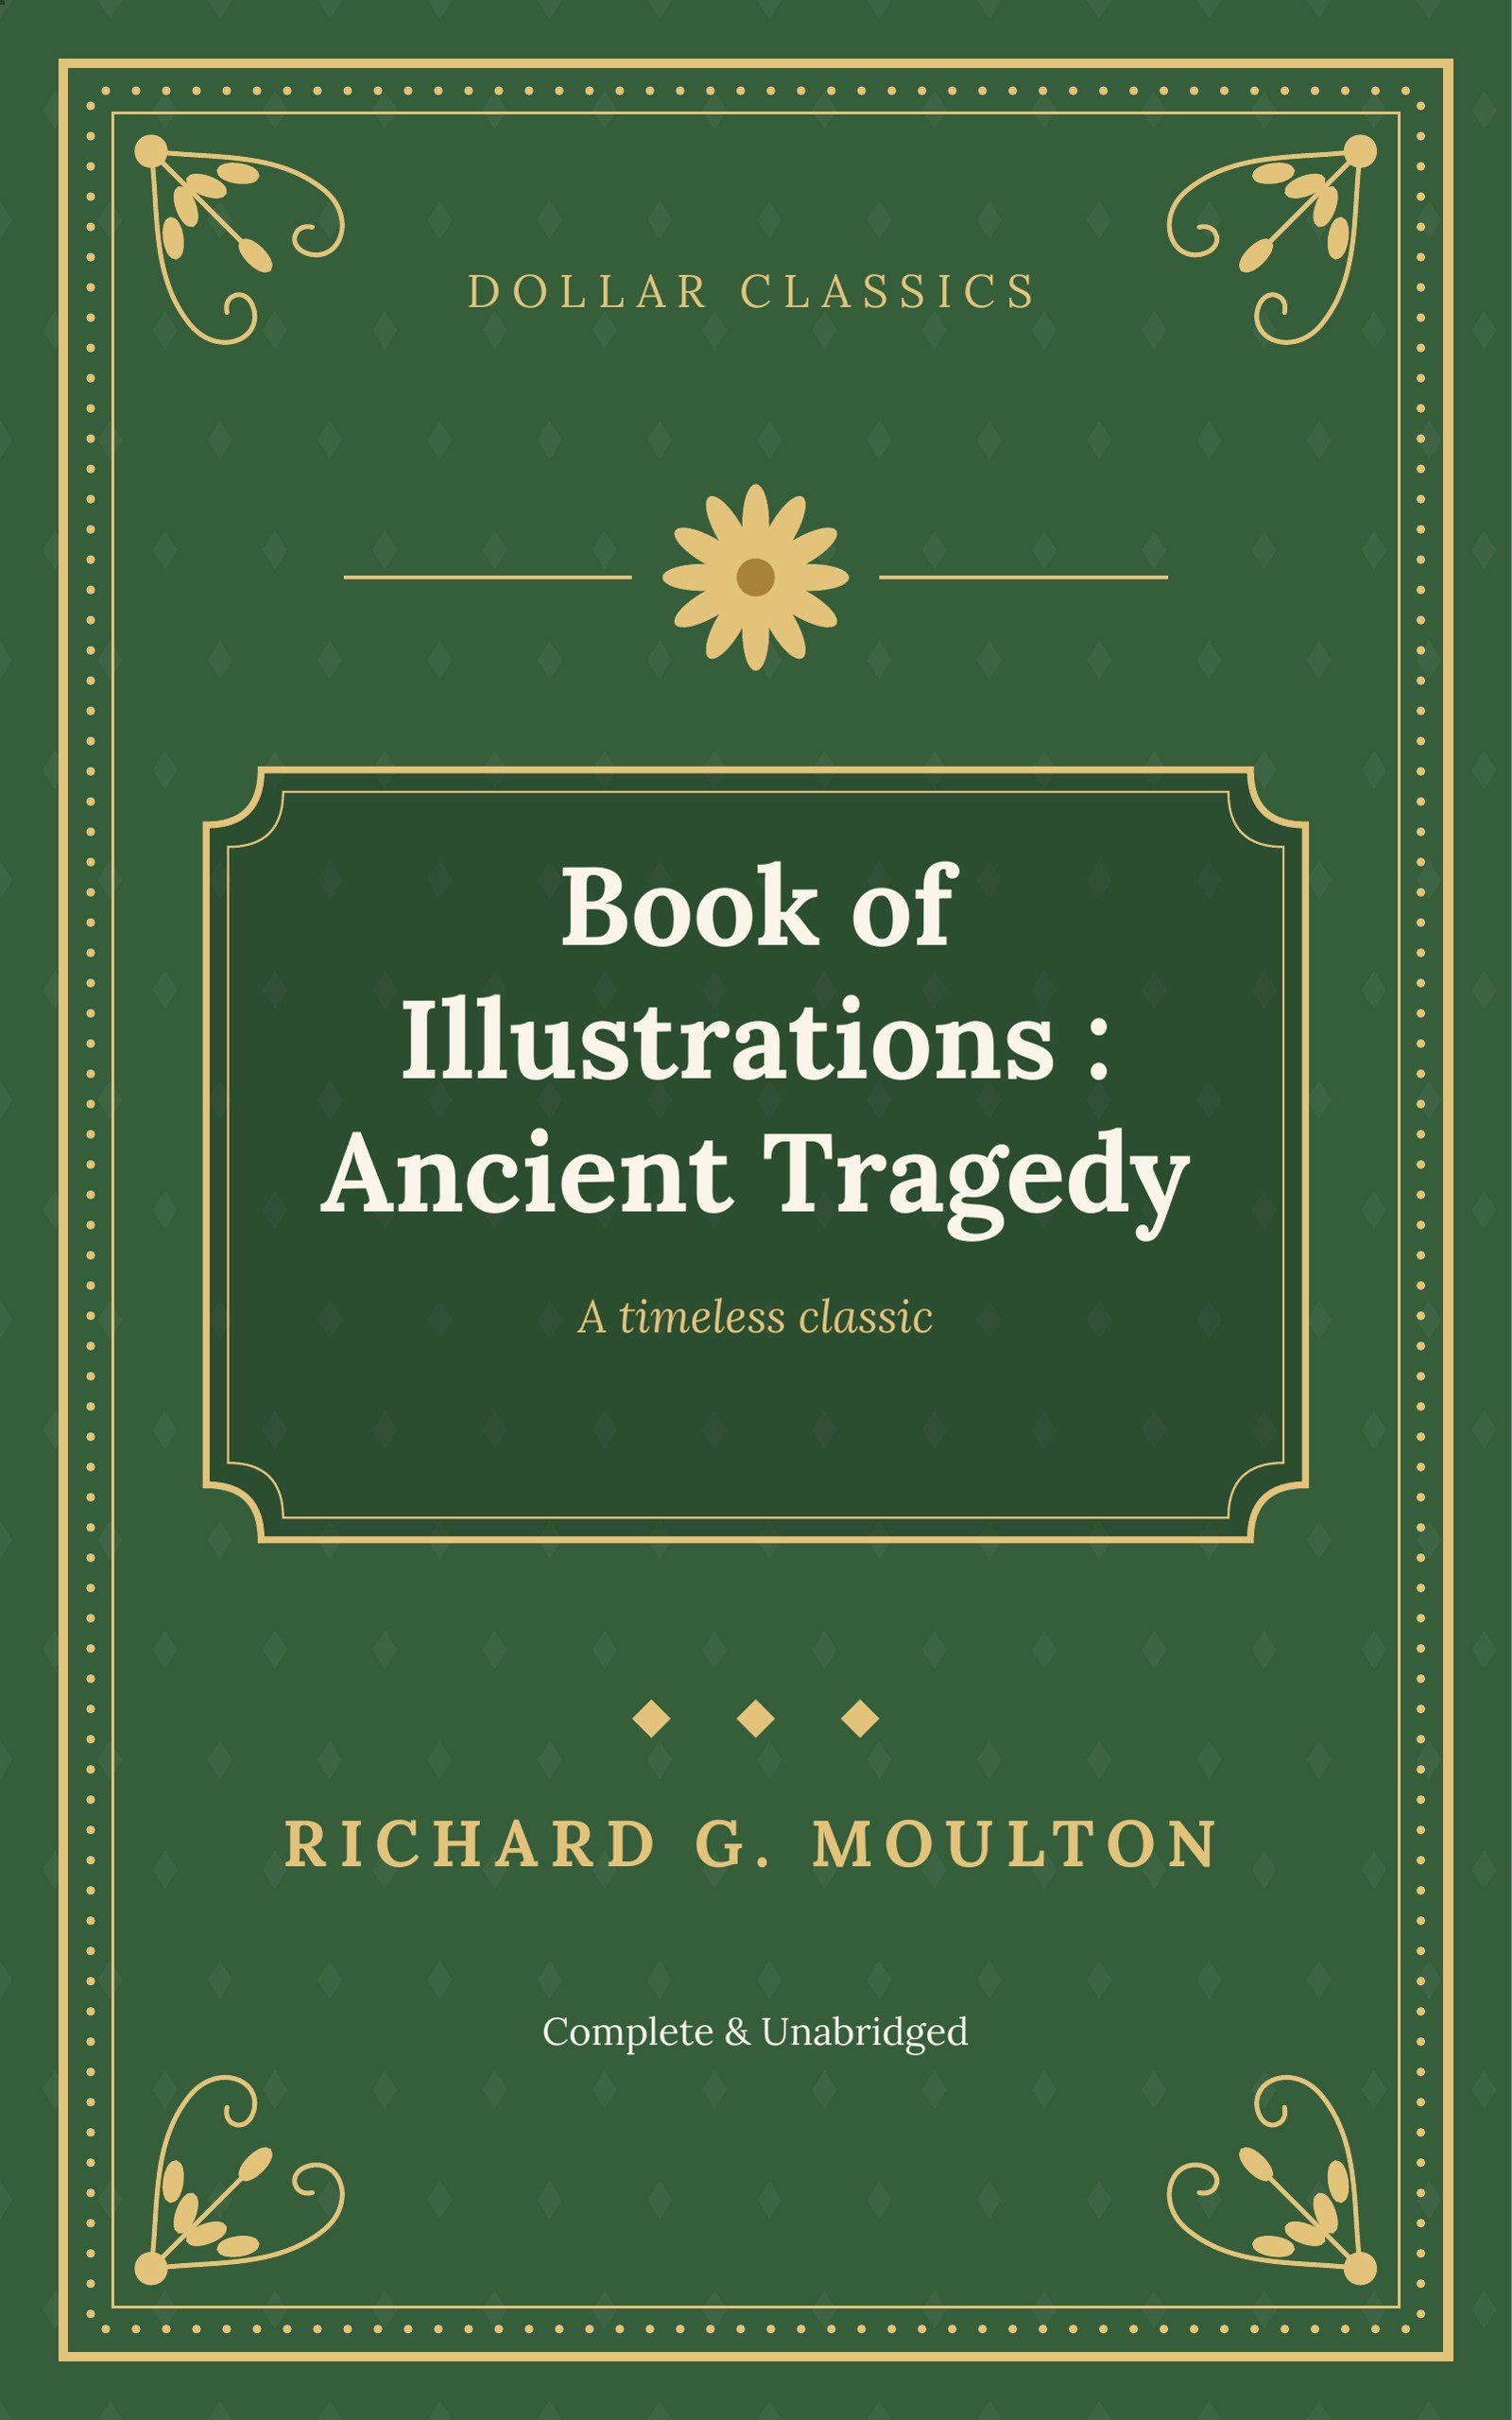 DOLLAR CLASSICS
Book of
Illustrations :
Ancient Tragedy
A timeless classic
RICHARD G. MOULTON
Complete & Unabridged